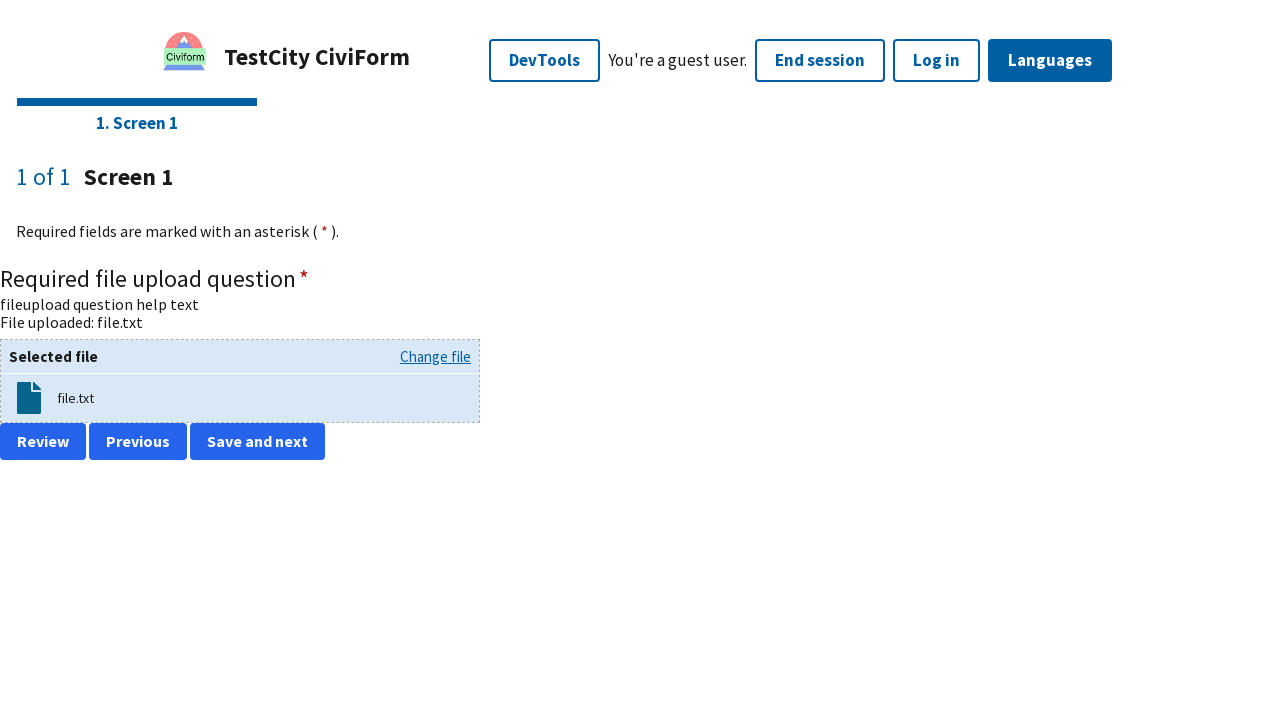 Civiform
TestCity CiviForm
DevTools
You're a guest user.
End session
Log in
Languages
1. Screen 1
1 of 1 Screen 1
Required fields are marked with an asterisk ( * ).
Required file upload question *
fileupload question help text
File uploaded: file.txt
Selected file
Change file
file.txt
Review
Previous
Save and next